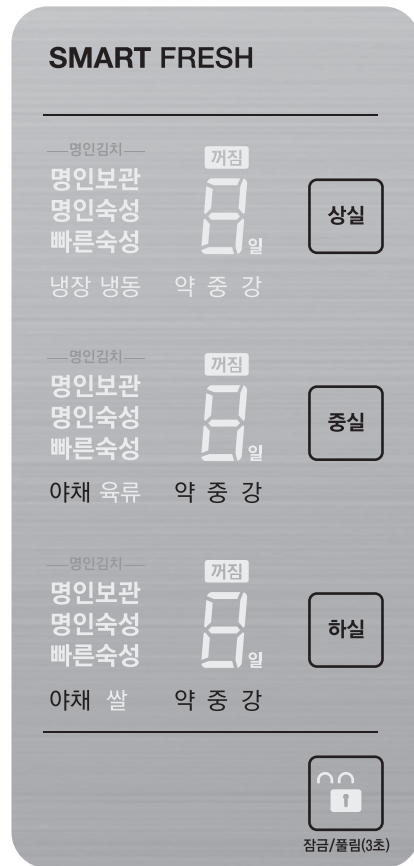 SMART FRESH
명인김치
꺼짐
명인보관
명인숙성
빠른숙성
8일
상실
냉장 냉동 약 중 강
명인김치
꺼짐
명인보관
명인숙성
빠른숙성
8일
중실
야채 육류 약 중 강
명인김치
꺼짐
명인보관
명인숙성
빠른숙성
8일
하실
야채 쌀 약 중 강
잠금/풀림(3초)